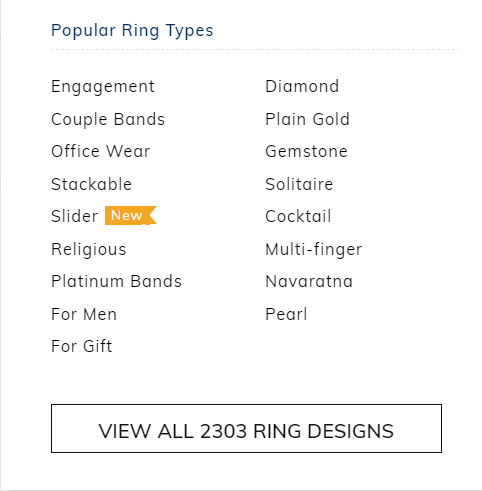 Popular Ring Types
Engagement
Couple Bands
Office Wear
Stackable
Slider New
Religious
Platinum Bands
For Men
For Gift
Diamond
Plain Gold
Gemstone
Solitaire
Cocktail
Multi-finger
Navaratna
Pearl
VIEW ALL 2303 RING DESIGNS